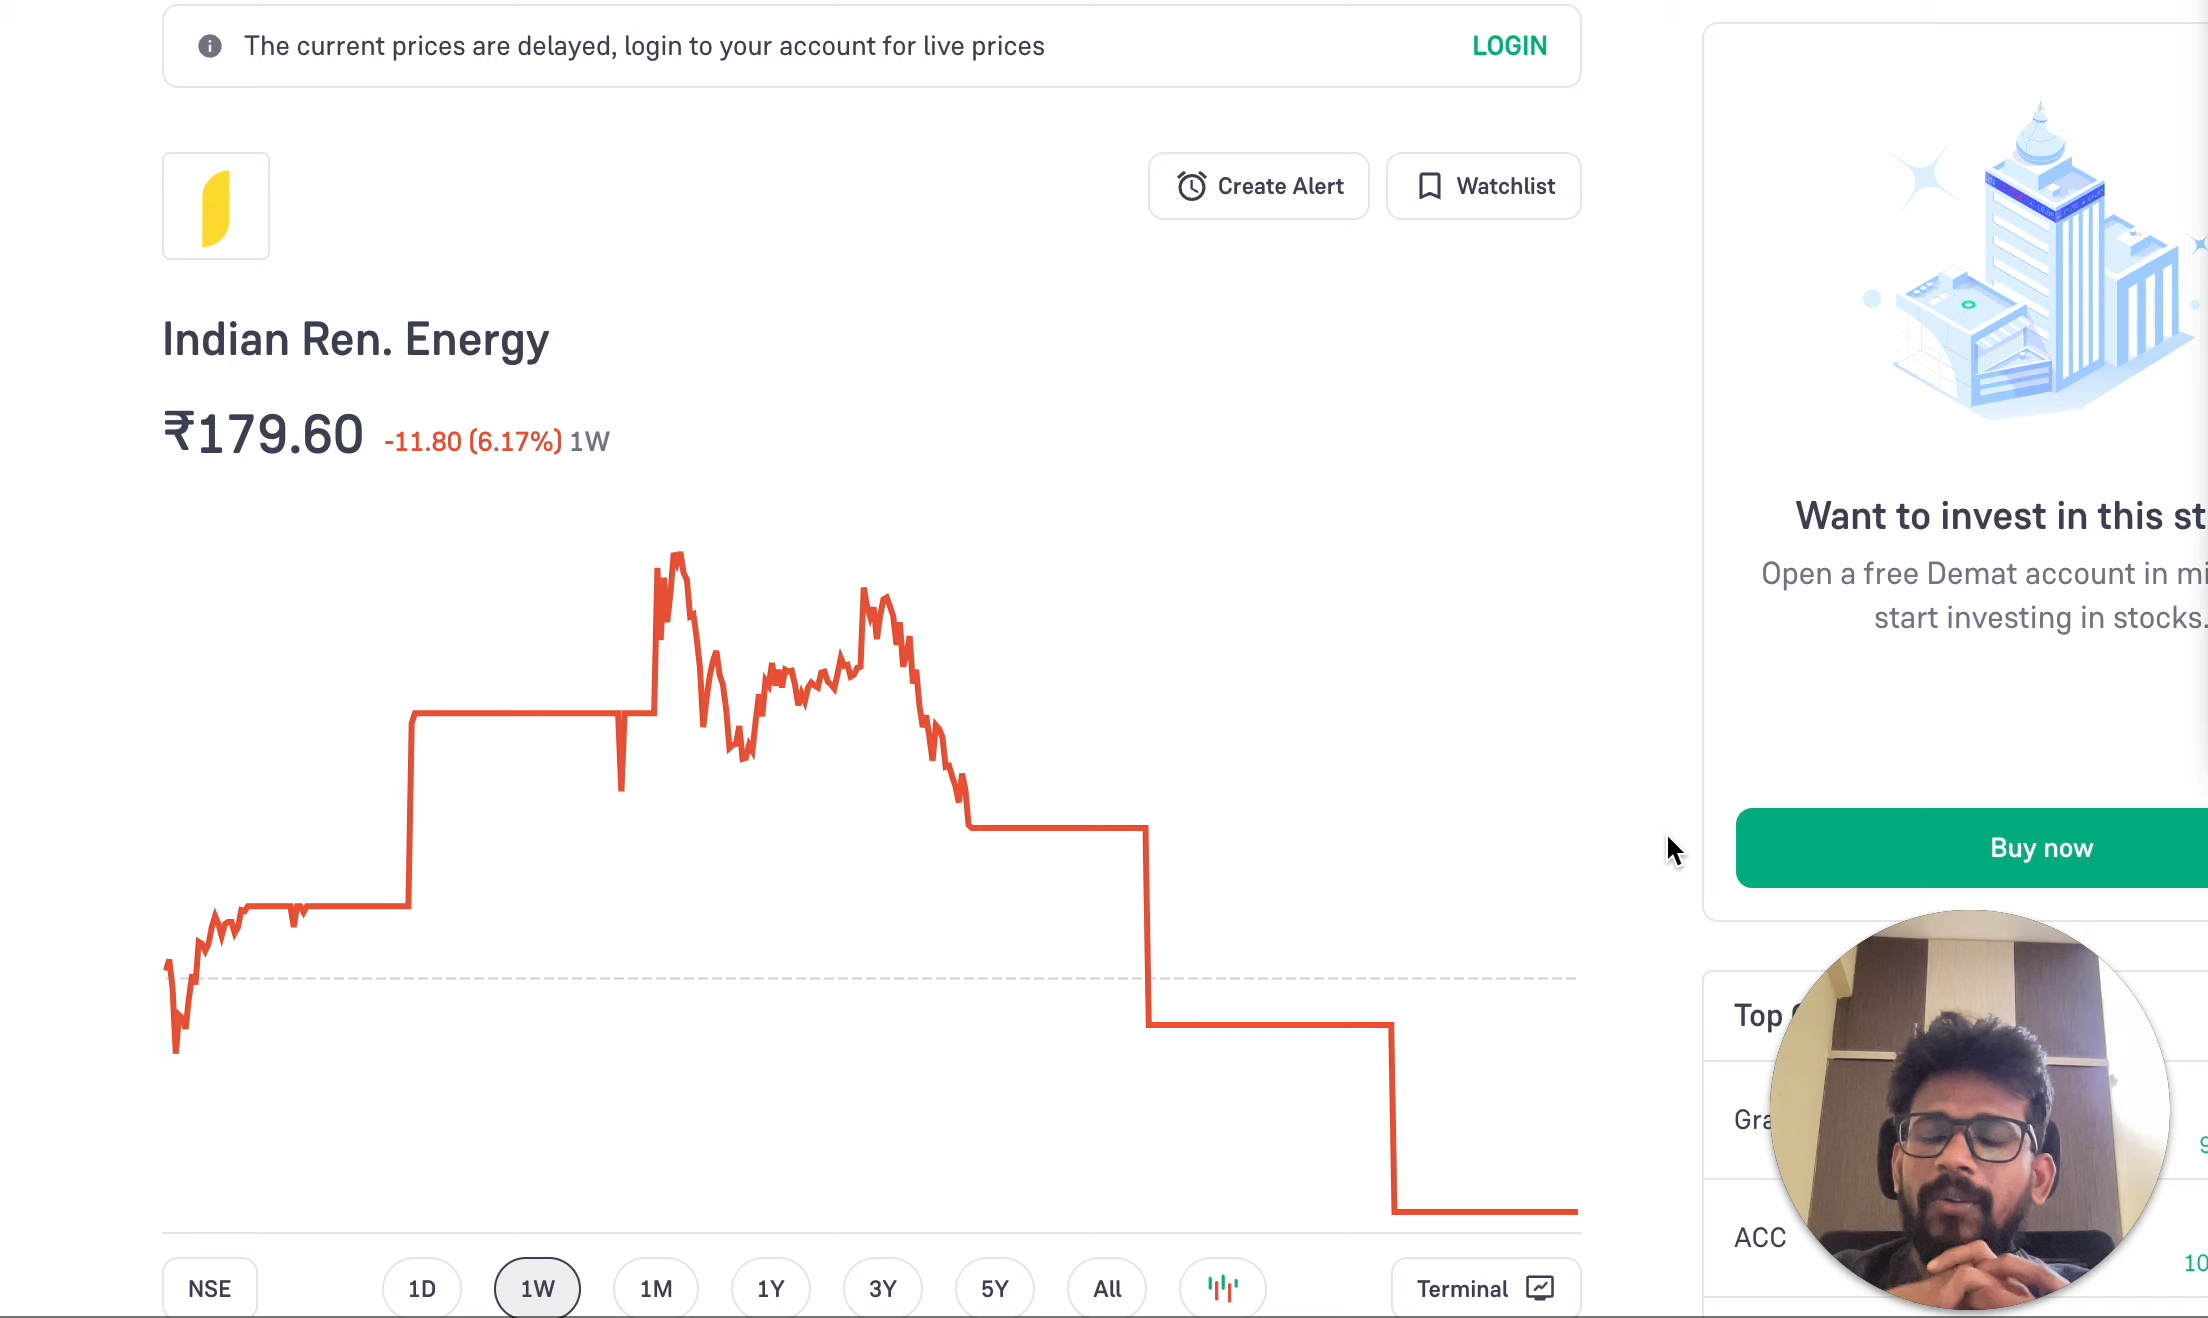 The current prices are delayed, login to your account for live prices
LOGIN
Create Alert
Watchlist
Indian Ren. Energy
₹179.60 -11.80 (6.17%) 1W
NSE
1D
1W
1M
1Y
3Y
5Y
All
Terminal
Want to invest in this st
Open a free Demat account in mi
start investing in stocks.
Buy now
Top
Gra
9
ACC
10